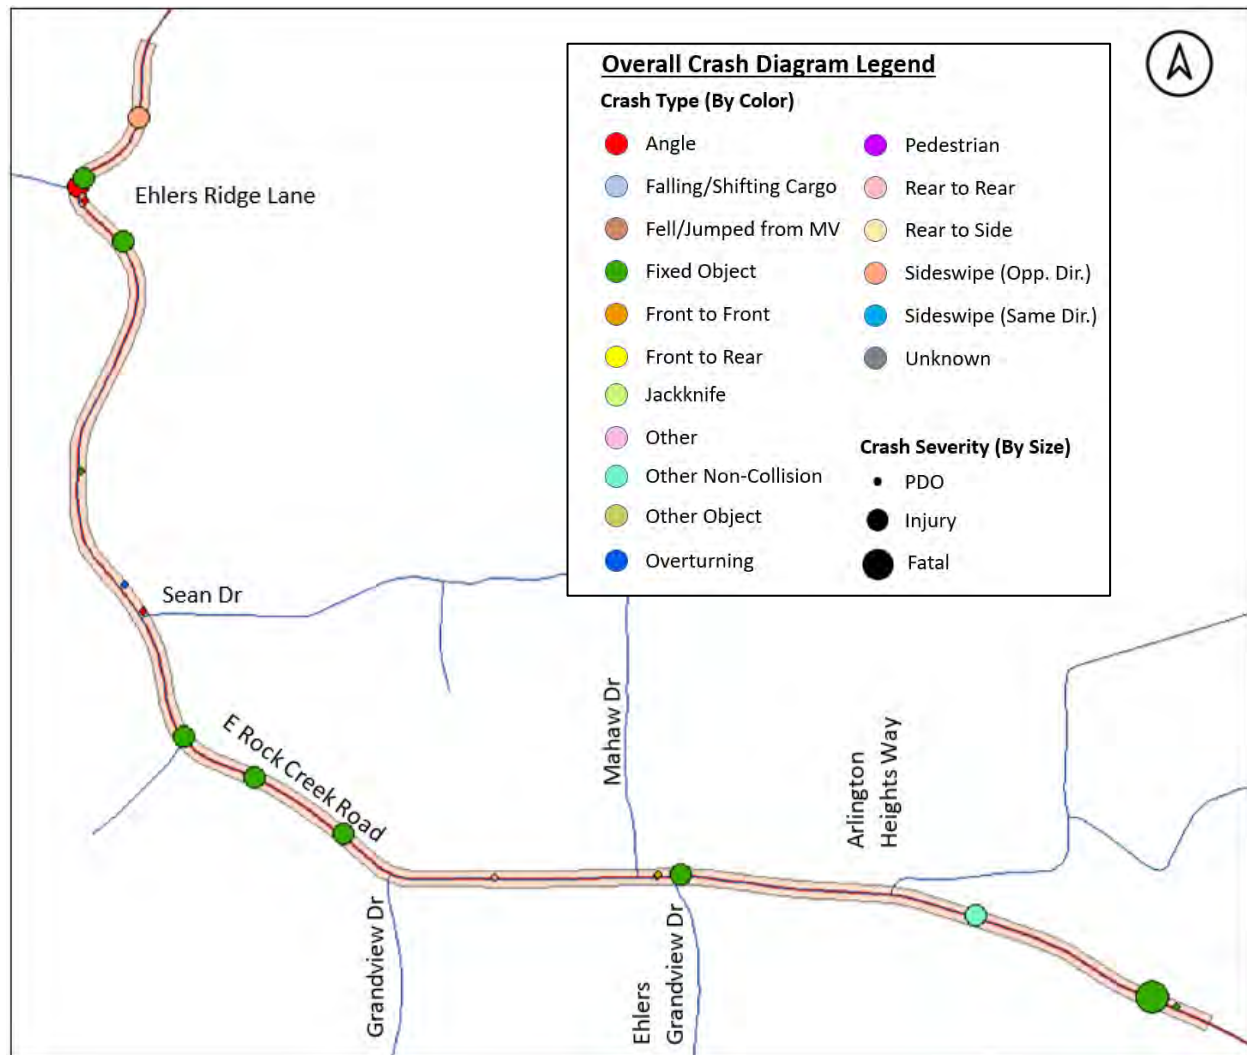 Overall Crash Diagram Legend
Crash Type (By Color)
Angle
Falling/Shifting Cargo
Fell/Jumped from MV
Fixed Object
Front to Front
Front to Rear
Jackknife
Other
Other Non-Collision
Other Object
Overturning
Pedestrian
Rear to Rear
Rear to Side
Sideswipe (Opp. Dir.)
Sideswipe (Same Dir.)
Unknown
Crash Severity (By Size)
PDO
Injury
Fatal
Ehlers Ridge Lane
Sean Dr
E Rock Creek Road
Mahaw Dr
Arlington
Heights Way
Grandview Dr
Ehlers
Grandview Dr